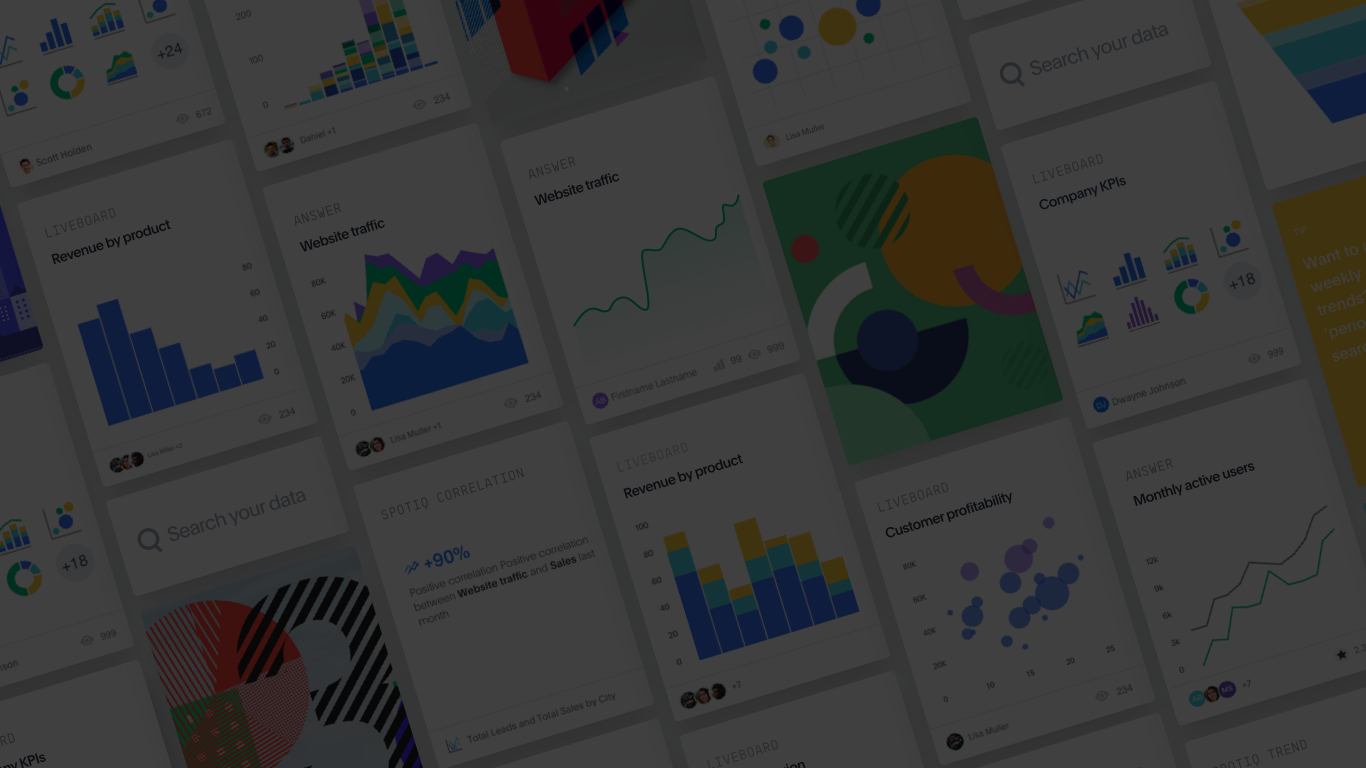 +24
672
Scott Holden
200
100
0
234
Daniel +1
Lisa Muller
Search your data
LIVEBOARD
Revenue by product
80
60
40
20
0
234
ANSWER
Website traffic
80K
60K
40K
20K
0
234
Lisa Muller +1
ANSWER
Website traffic
Firstname Lastname
99
999
LIVEBOARD
Company KPIs
+18
999
DJ
Dwayne Johnson
TIP
Want to
weekly
trends
Search your data
+18
999
SPOTIQ CORRELATION
+90%
Positive correlation Positive correlation
between Website traffic and Sales last
month
Total Leads and Total Sales by City
LIVEBOARD
Revenue by product
100
80
60
40
20
0
+7
LIVEBOARD
Customer profitability
80K
60K
40K
20K
0
10
15
20
25
234
Lisa Muller
ANSWER
Monthly active users
12k
9k
6k
3k
0
MS
+7
ny KPIs
LIVEBOARD
SPOTIQ TREND